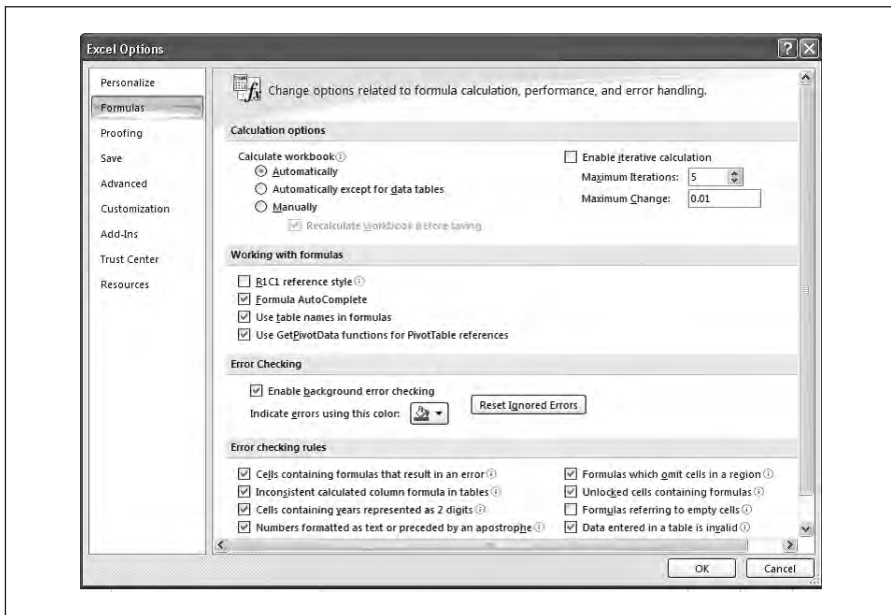 Excel Options
Personalize
Formulas
Proofing
Save
Advanced
Customization
Add-Ins
Trust Center
Resources
Change options related to formula calculation, performance, and error handling.
Calculation options
Calculate workbook
Automatically
Automatically except for data tables
Manually
Recalculate workbook before saving
Enable iterative calculation
Maximum Iterations: 5
Maximum Change: 0.01
Working with formulas
R1C1 reference style
Formula AutoComplete
Use table names in formulas
Use GetPivotData functions for PivotTable references
Error Checking
Enable background error checking
Indicate errors using this color:
Reset Ignored Errors
Error checking rules
Cells containing formulas that result in an error
Inconsistent calculated column formula in tables
Cells containing years represented as 2 digits
Numbers formatted as text or preceded by an apostrophe
Formulas which omit cells in a region
Unlocked cells containing formulas
Formulas referring to empty cells
Data entered in a table is invalid
OK
Cancel